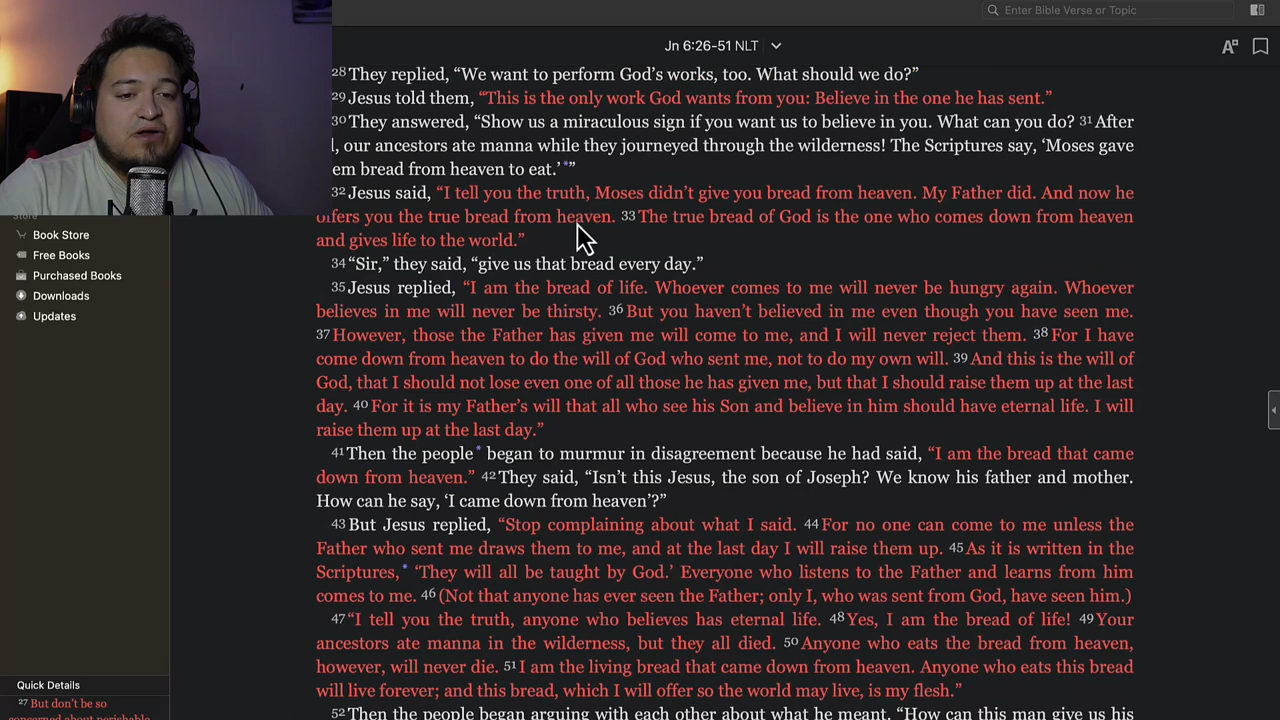 Enter Bible Verse or Topic
Jn 6:26-51 NLT
28 They replied, “We want to perform God’s works, too. What should we do?”
29 Jesus told them, “This is the only work God wants from you: Believe in the one he has sent.”
30 They answered, “Show us a miraculous sign if you want us to believe in you. What can you do? 31 After
l, our ancestors ate manna while they journeyed through the wilderness! The Scriptures say, ‘Moses gave
em bread from heaven to eat.’*”
32 Jesus said, “I tell you the truth, Moses didn’t give you bread from heaven. My Father did. And now he
offers you the true bread from heaven. 33 The true bread of God is the one who comes down from heaven
and gives life to the world.”
34 “Sir,” they said, “give us that bread every day.”
35 Jesus replied, “I am the bread of life. Whoever comes to me will never be hungry again. Whoever
believes in me will never be thirsty. 36 But you haven’t believed in me even though you have seen me.
37 However, those the Father has given me will come to me, and I will never reject them. 38 For I have
come down from heaven to do the will of God who sent me, not to do my own will. 39 And this is the will of
God, that I should not lose even one of all those he has given me, but that I should raise them up at the last
day. 40 For it is my Father’s will that all who see his Son and believe in him should have eternal life. I will
raise them up at the last day.”
41 Then the people* began to murmur in disagreement because he had said, “I am the bread that came
down from heaven.” 42 They said, “Isn’t this Jesus, the son of Joseph? We know his father and mother.
How can he say, ‘I came down from heaven’?”
43 But Jesus replied, “Stop complaining about what I said. 44 For no one can come to me unless the
Father who sent me draws them to me, and at the last day I will raise them up. 45 As it is written in the
Scriptures,* ‘They will all be taught by God.’ Everyone who listens to the Father and learns from him
comes to me. 46 (Not that anyone has ever seen the Father; only I, who was sent from God, have seen him.)
47 “I tell you the truth, anyone who believes has eternal life. 48 Yes, I am the bread of life! 49 Your
ancestors ate manna in the wilderness, but they all died. 50 Anyone who eats the bread from heaven,
however, will never die. 51 I am the living bread that came down from heaven. Anyone who eats this bread
will live forever; and this bread, which I will offer so the world may live, is my flesh.”
52 Then the people began arguing with each other about what he meant. “How can this man give us his
Store
Book Store
Free Books
Purchased Books
Downloads
Updates
Quick Details
27 But don’t be so
concerned about perishable